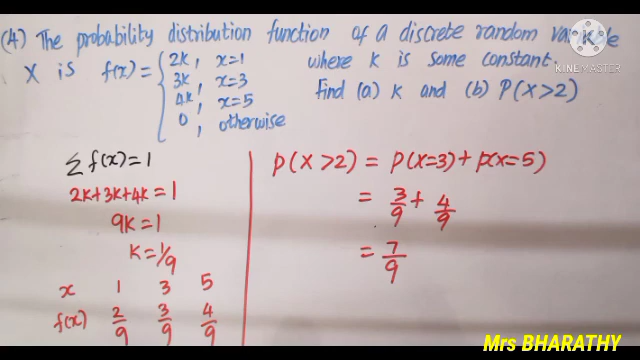 (4) The probability distribution function of a discrete random variable
X is f(x) = { 2k, x=1
3k, x=3
4k, x=5
0, otherwise
where k is some constant.
Find (a) k and (b) P(X>2)
∑f(x)=1
2k+3k+4k=1
9k=1
k=1/9
x 1 3 5
f(x) 2/9 3/9 4/9
P(X>2) = P(X=3)+P(X=5)
= 3/9 + 4/9
= 7/9
KINEMASTER
Mrs BHARATHY